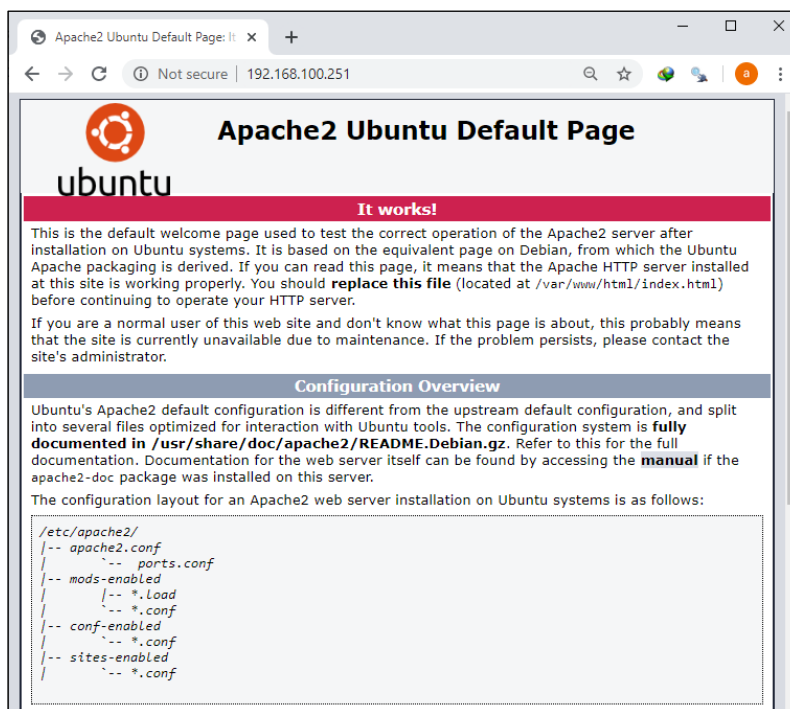 Apache2 Ubuntu Default Page: It
Not secure | 192.168.100.251
a
ubuntu
Apache2 Ubuntu Default Page
It works!
This is the default welcome page used to test the correct operation of the Apache2 server after
installation on Ubuntu systems. It is based on the equivalent page on Debian, from which the Ubuntu
Apache packaging is derived. If you can read this page, it means that the Apache HTTP server installed
at this site is working properly. You should replace this file (located at /var/www/html/index.html)
before continuing to operate your HTTP server.
If you are a normal user of this web site and don't know what this page is about, this probably means
that the site is currently unavailable due to maintenance. If the problem persists, please contact the
site's administrator.
Configuration Overview
Ubuntu's Apache2 default configuration is different from the upstream default configuration, and split
into several files optimized for interaction with Ubuntu tools. The configuration system is fully
documented in /usr/share/doc/apache2/README.Debian.gz. Refer to this for the full
documentation. Documentation for the web server itself can be found by accessing the manual if the
apache2-doc package was installed on this server.
The configuration layout for an Apache2 web server installation on Ubuntu systems is as follows:
/etc/apache2/
|-- apache2.conf
|       `--  ports.conf
|-- mods-enabled
|       |-- *.load
|       `-- *.conf
|-- conf-enabled
|       `-- *.conf
|-- sites-enabled
|       `-- *.conf